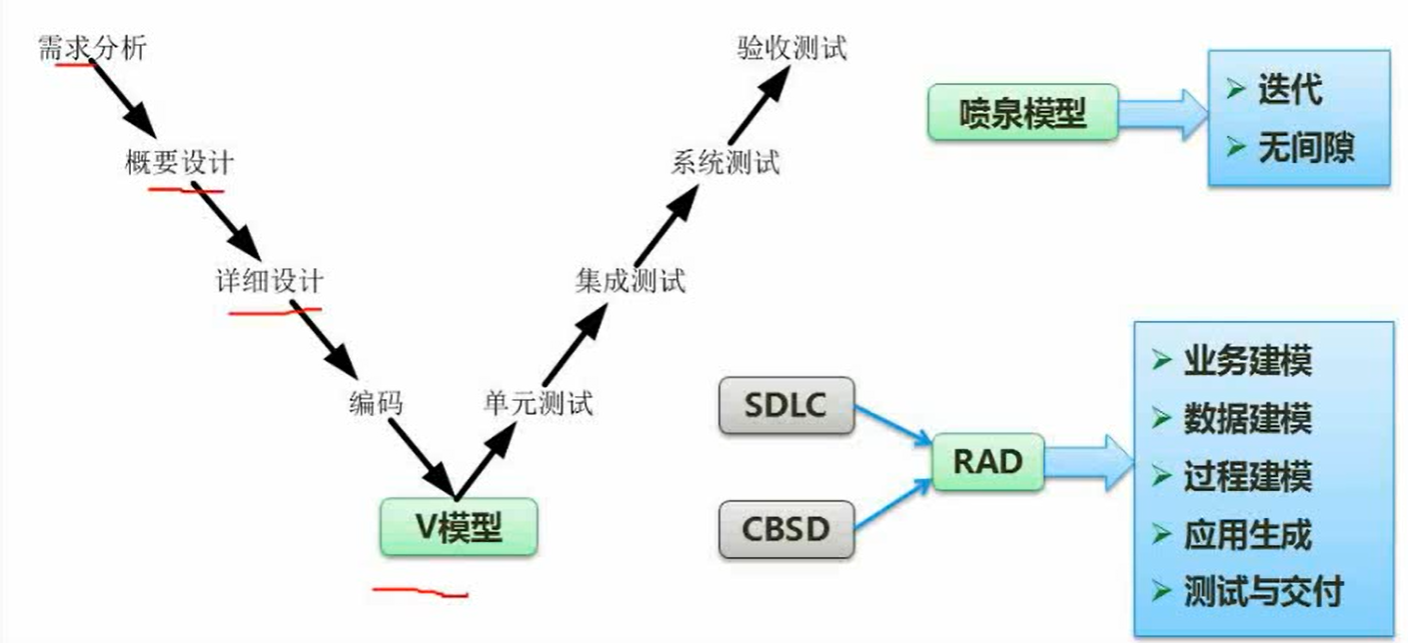 需求分析
概要设计
详细设计
编码
V模型
单元测试
集成测试
系统测试
验收测试
喷泉模型
迭代
无间隙
SDLC
CBSD
RAD
业务建模
数据建模
过程建模
应用生成
测试与交付